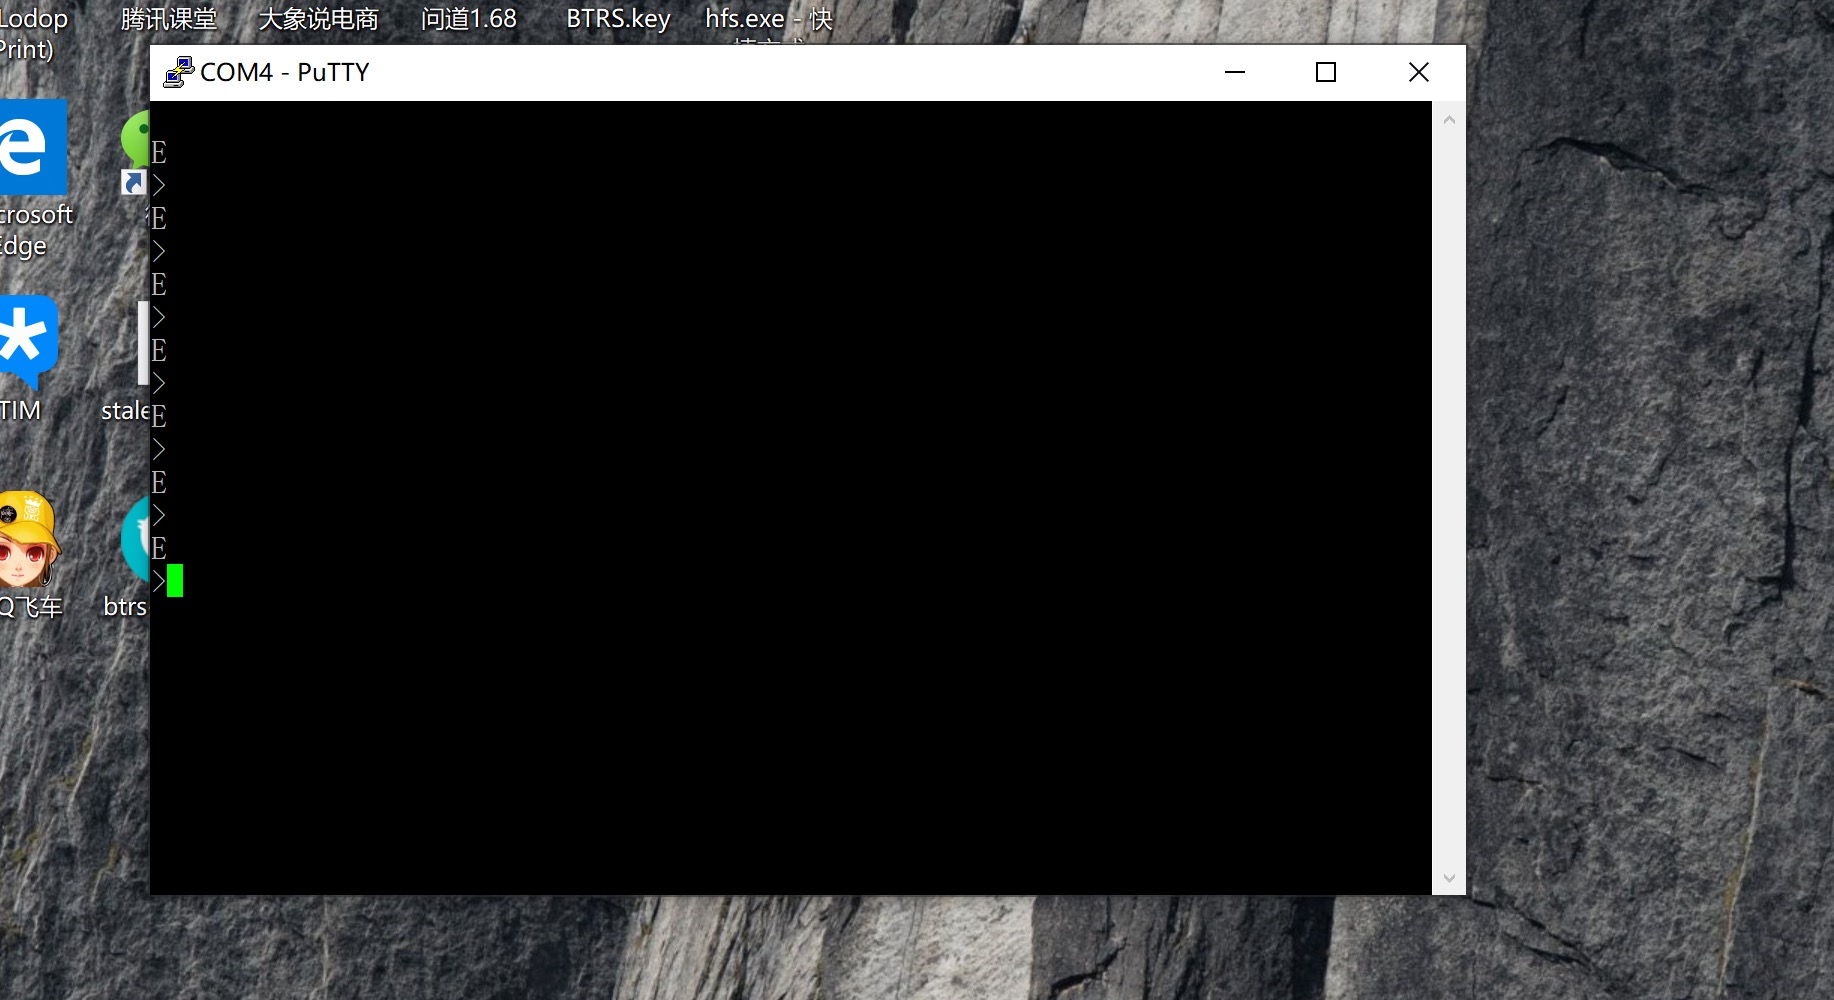 Lodop
Print)
腾讯课堂
大象说电商
问道1.68
BTRS.key
hfs.exe - 快
COM4 - PuTTY
crosoft
Edge
TIM
stale
Q飞车
btrs
E
>
E
>
E
>
E
>
E
>
E
>
E
>